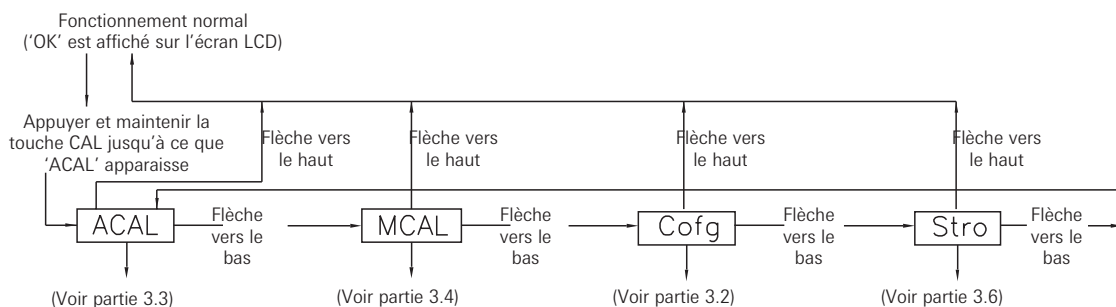 Fonctionnement normal
(‘OK’ est affiché sur l’écran LCD)
Appuyer et maintenir la
touche CAL jusqu’à ce que
‘ACAL’ apparaisse
Flèche vers
le haut
Flèche vers
le haut
Flèche vers
le haut
Flèche vers
le haut
ACAL
Flèche
vers le
bas
MCAL
Flèche
vers le
bas
Cofg
Flèche
vers le
bas
Stro
Flèche
vers le
bas
(Voir partie 3.3)
(Voir partie 3.4)
(Voir partie 3.2)
(Voir partie 3.6)